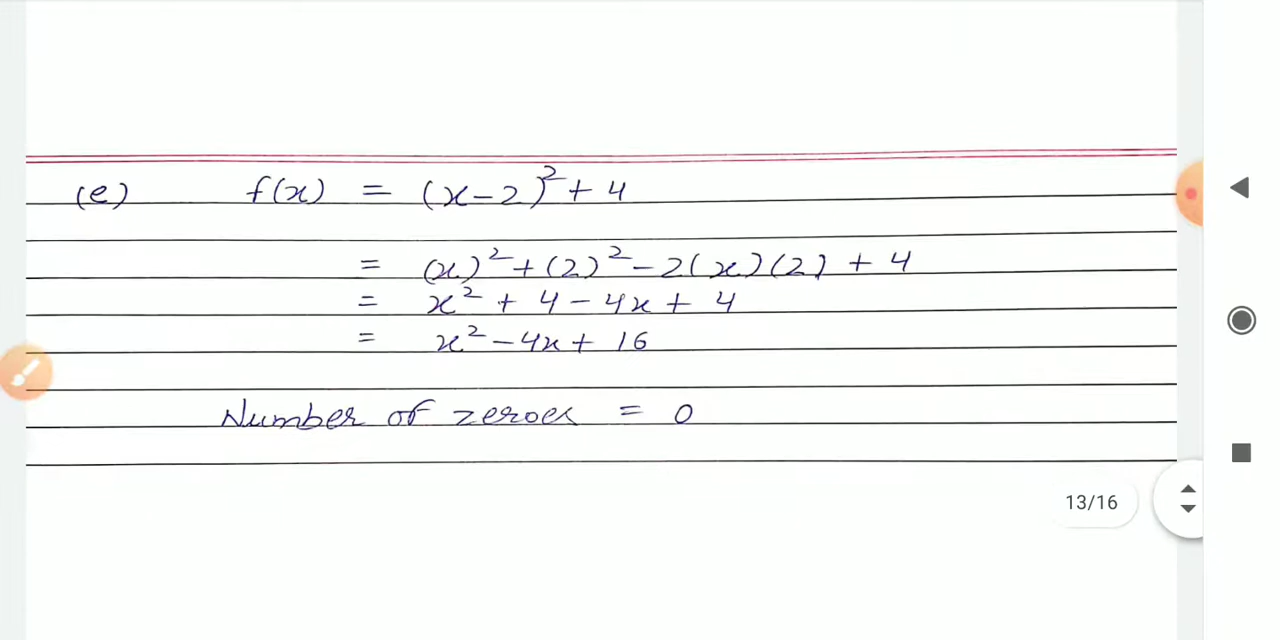 (e) f(x) = (x-2)² + 4
= (x)² + (2)² - 2(x)(2) + 4
= x² + 4 - 4x + 4
= x² - 4x + 16
Number of zeroes = 0
13/16